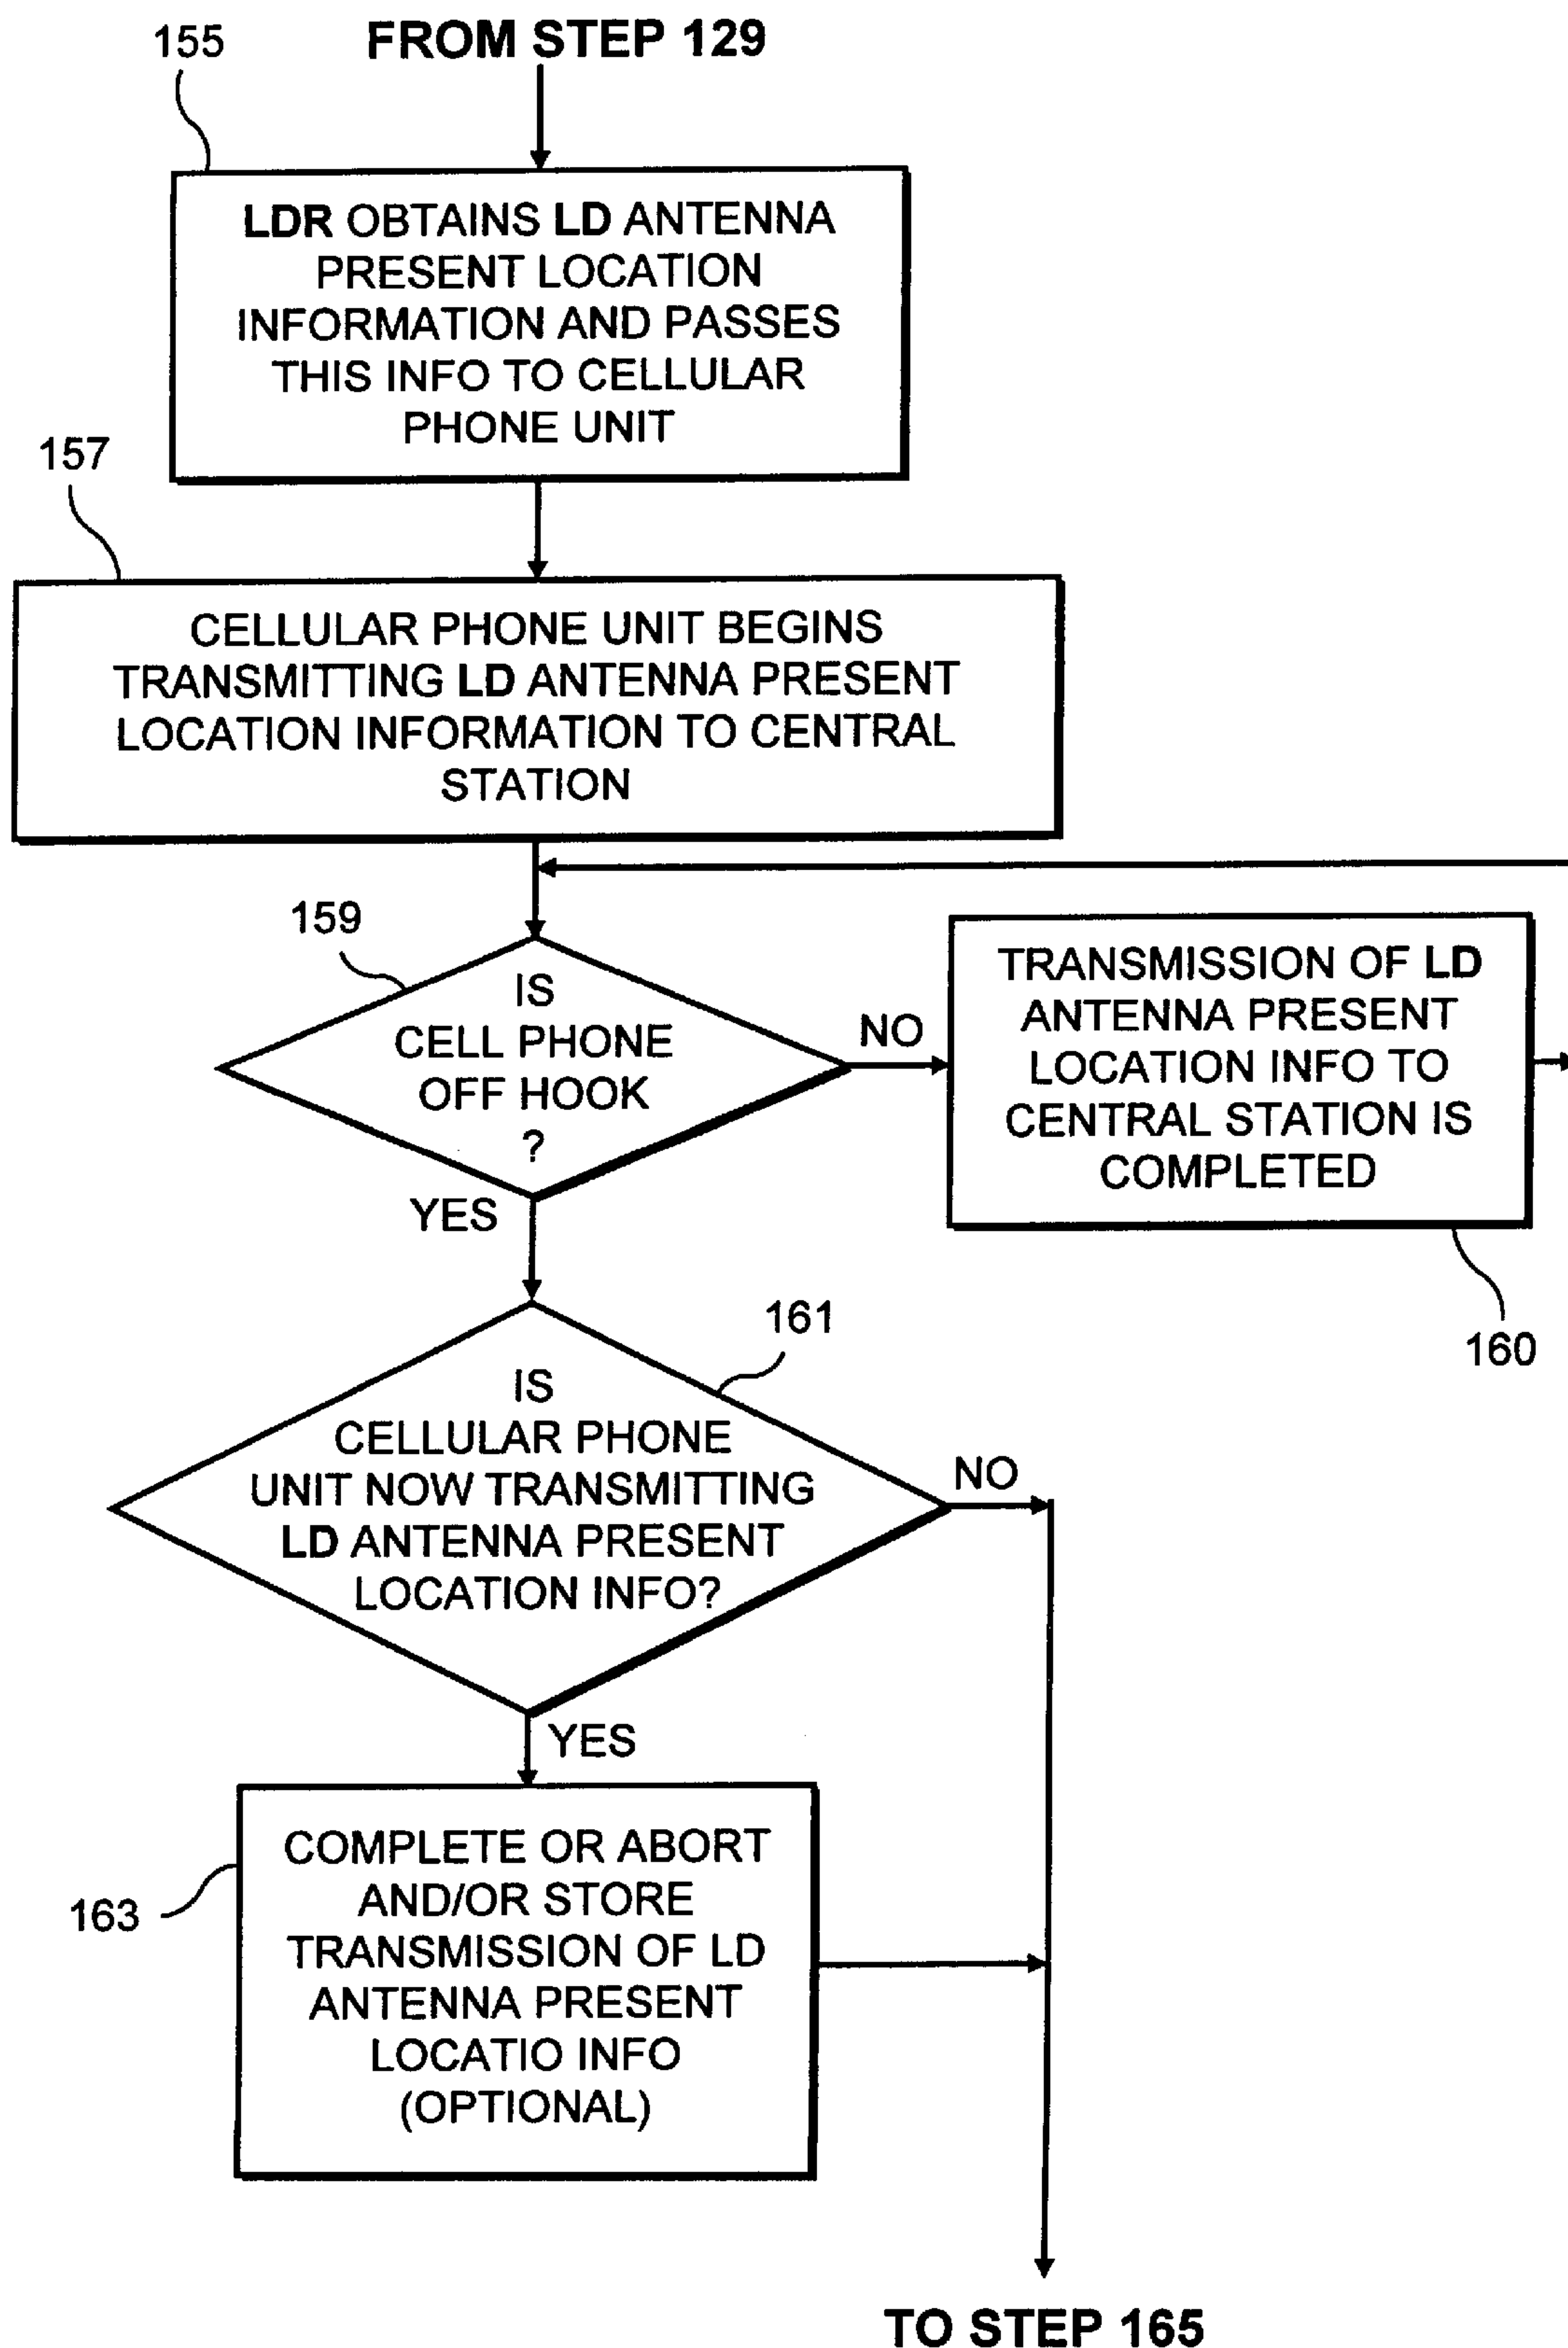 155
FROM STEP 129
LDR OBTAINS LD ANTENNA
PRESENT LOCATION
INFORMATION AND PASSES
THIS INFO TO CELLULAR
PHONE UNIT
157
CELLULAR PHONE UNIT BEGINS
TRANSMITTING LD ANTENNA PRESENT
LOCATION INFORMATION TO CENTRAL
STATION
159
IS
CELL PHONE
OFF HOOK
?
NO
TRANSMISSION OF LD
ANTENNA PRESENT
LOCATION INFO TO
CENTRAL STATION IS
COMPLETED
160
YES
161
IS
CELLULAR PHONE
UNIT NOW TRANSMITTING
LD ANTENNA PRESENT
LOCATION INFO?
NO
YES
163
COMPLETE OR ABORT
AND/OR STORE
TRANSMISSION OF LD
ANTENNA PRESENT
LOCATIO INFO
(OPTIONAL)
TO STEP 165